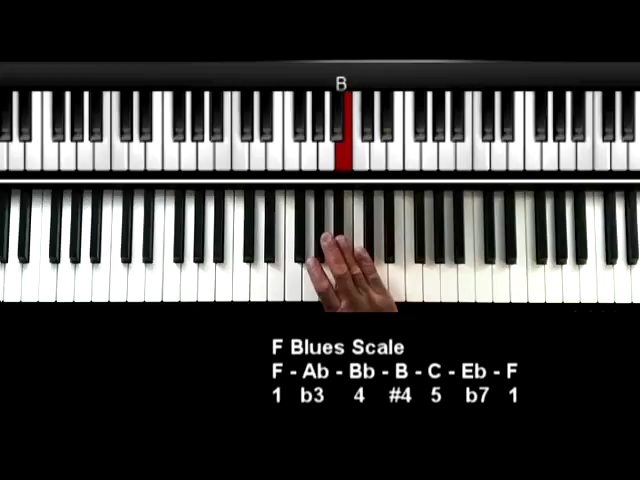 B
F Blues Scale
F - Ab - Bb - B - C - Eb - F
1 b3 4 #4 5 b7 1